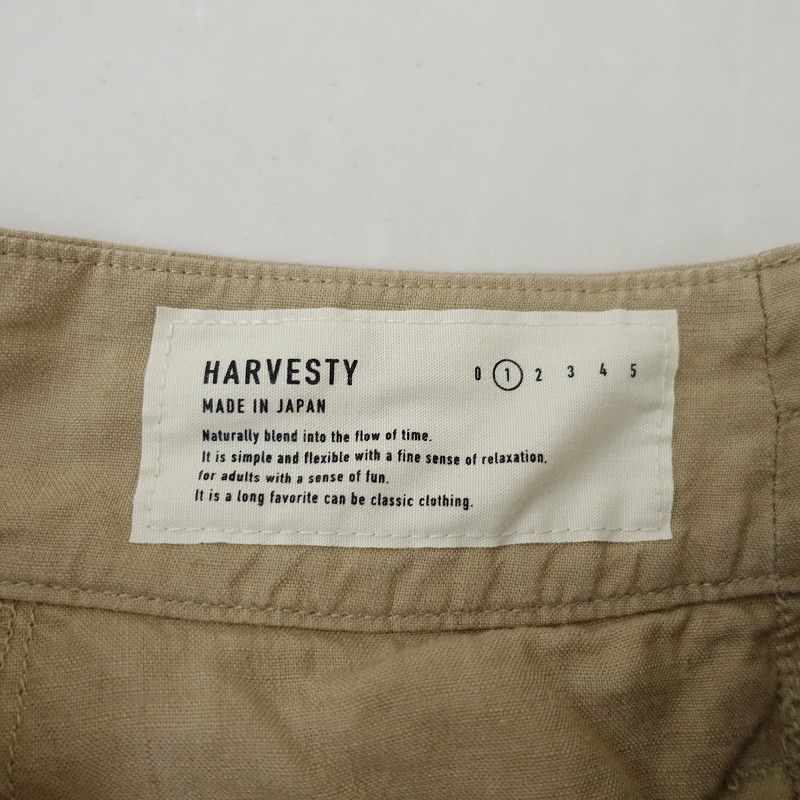 HARVESTY 0 1 2 3 4 5
MADE IN JAPAN
Naturally blend into the flow of time.
It is simple and flexible with a fine sense of relaxation.
for adults with a sense of fun.
It is a long favorite can be classic clothing.